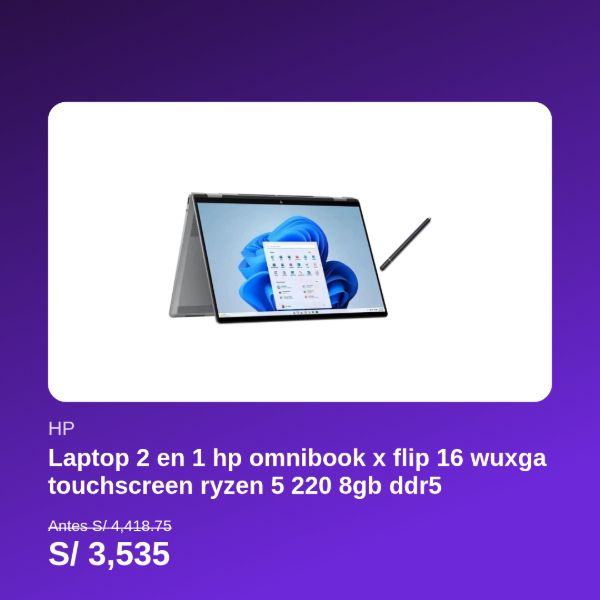 HP
Laptop 2 en 1 hp omnibook x flip 16 wuxga
touchscreen ryzen 5 220 8gb ddr5
Antes S/ 4,418.75
S/ 3,535